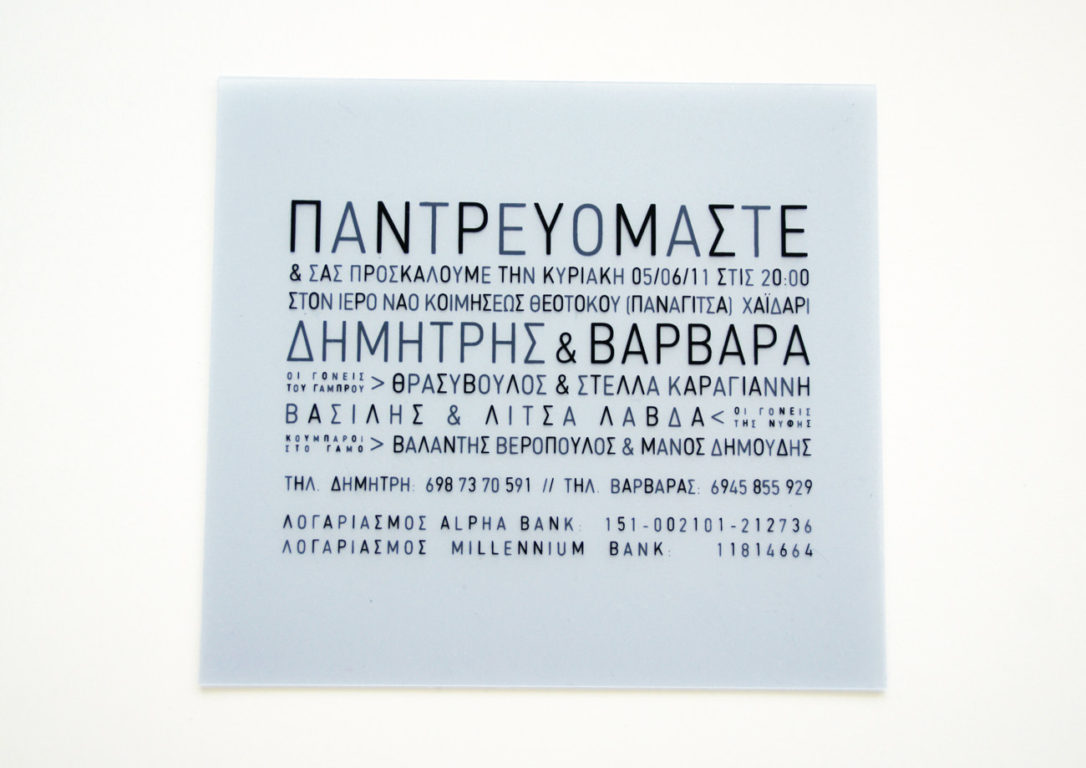 ΠΑΝΤΡΕΥΟΜΑΣΤΕ
& ΣΑΣ ΠΡΟΣΚΑΛΟΥΜΕ ΤΗΝ ΚΥΡΙΑΚΗ 05/06/11 ΣΤΙΣ 20:00
ΣΤΟΝ ΙΕΡΟ ΝΑΟ ΚΟΙΜΗΣΕΩΣ ΘΕΟΤΟΚΟΥ (ΠΑΝΑΓΙΤΣΑ) ΧΑΪΔΑΡΙ
ΔΗΜΗΤΡΗΣ & ΒΑΡΒΑΡΑ
ΟΙ ΓΟΝΕΙΣ ΤΟΥ ΓΑΜΠΡΟΥ > ΘΡΑΣΥΒΟΥΛΟΣ & ΣΤΕΛΛΑ ΚΑΡΑΓΙΑΝΝΗ
ΒΑΣΙΛΗΣ & ΛΙΤΣΑ ΛΑΒΔΑ < ΟΙ ΓΟΝΕΙΣ ΤΗΣ ΝΥΦΗΣ
ΚΟΥΜΠΑΡΟΙ ΣΤΟ ΓΑΜΟ > ΒΑΛΑΝΤΗΣ ΒΕΡΟΠΟΥΛΟΣ & ΜΑΝΟΣ ΔΗΜΟΥΔΗΣ
ΤΗΛ. ΔΗΜΗΤΡΗ: 698 73 70 591 // ΤΗΛ. ΒΑΡΒΑΡΑΣ: 6945 855 929
ΛΟΓΑΡΙΑΣΜΟΣ ALPHA BANK: 151-002101-212736
ΛΟΓΑΡΙΑΣΜΟΣ MILLENNIUM BANK: 11814664